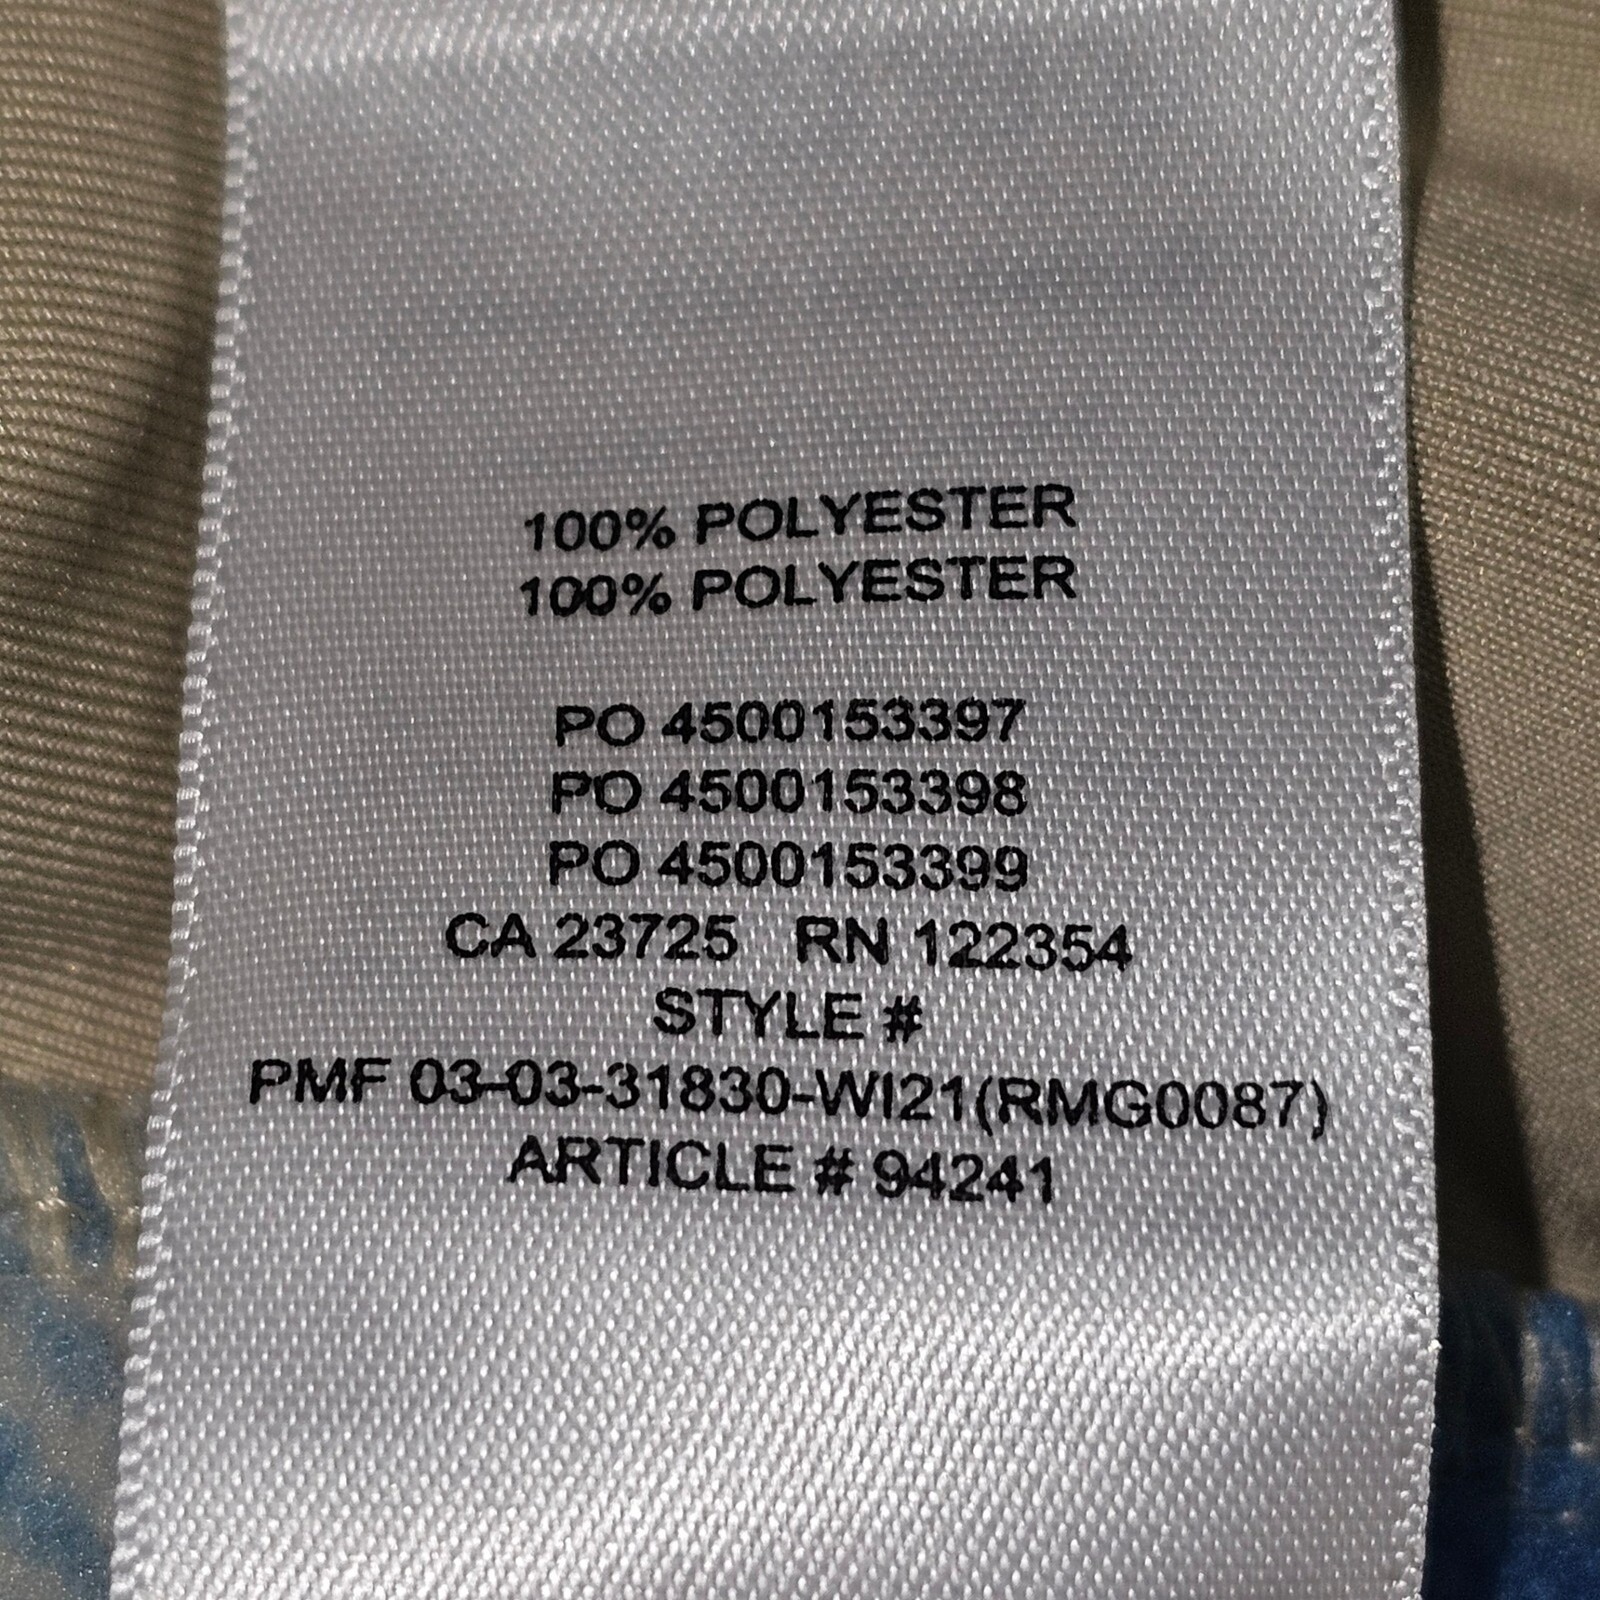 100% POLYESTER
100% POLYESTER
PO 4500153397
PO 4500153398
PO 4500153399
CA 23725 RN 122354
STYLE #
PMF 03-03-31830-WI21(RMG0087)
ARTICLE # 94241